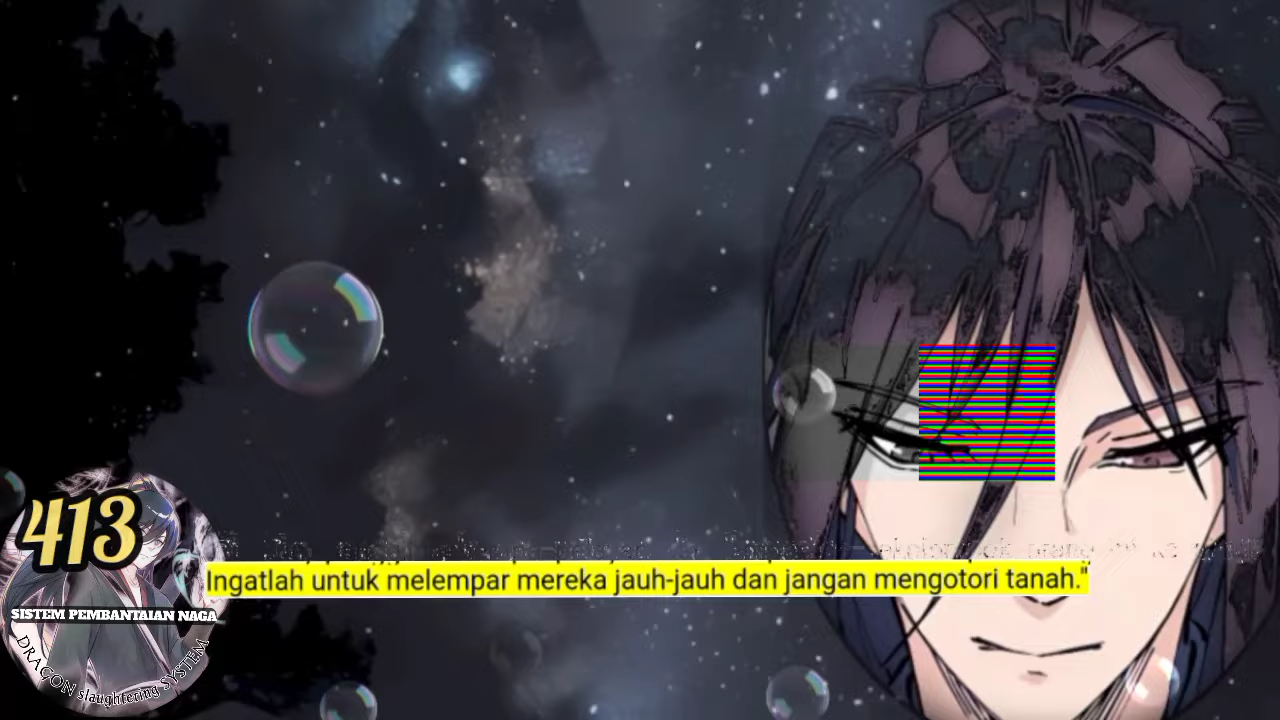 413
Ingatlah untuk melempar mereka jauh-jauh dan jangan mengotori tanah."
SISTEM PEMBANTAIAN NAGA
DRAGON slaughtering SYSTEM